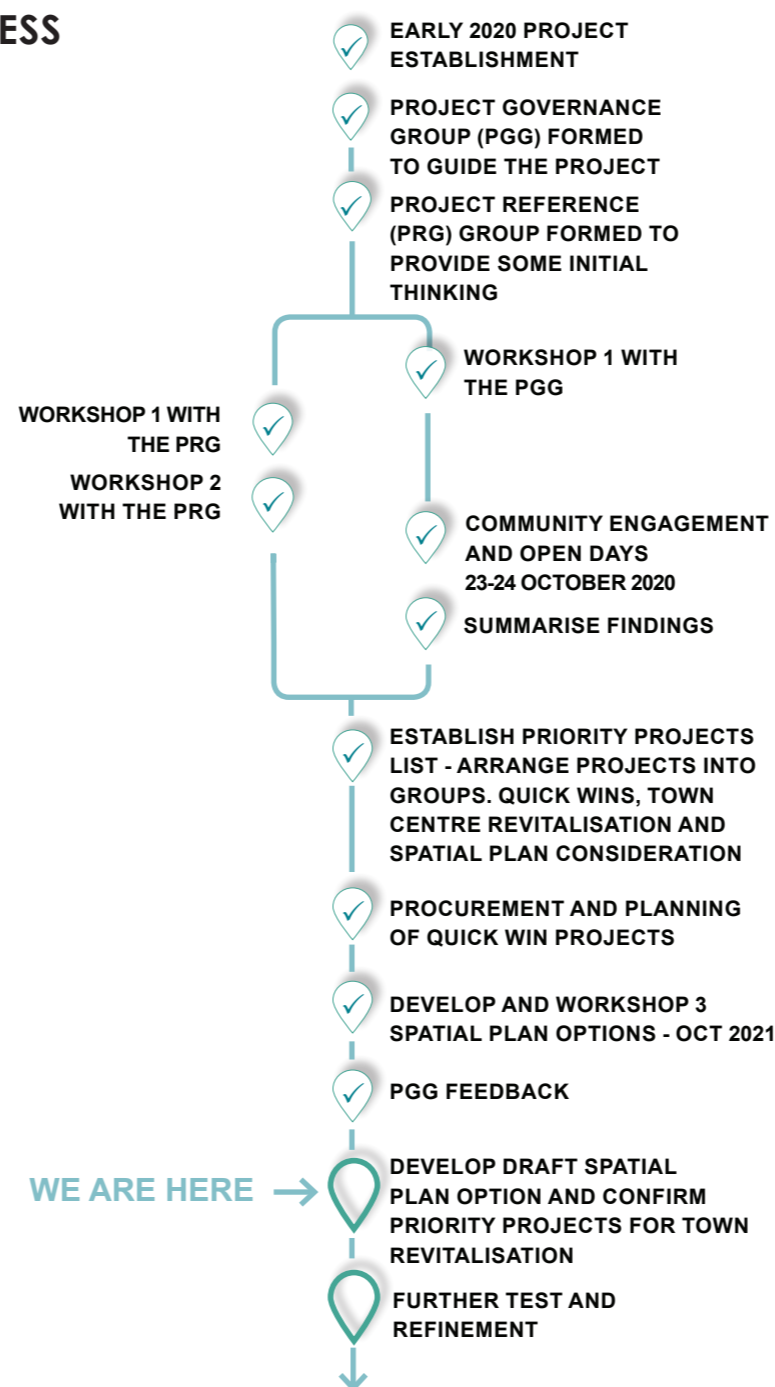 ESS
EARLY 2020 PROJECT
ESTABLISHMENT
PROJECT GOVERNANCE
GROUP (PGG) FORMED
TO GUIDE THE PROJECT
PROJECT REFERENCE
(PRG) GROUP FORMED TO
PROVIDE SOME INITIAL
THINKING
WORKSHOP 1 WITH
THE PGG
WORKSHOP 1 WITH
THE PRG
WORKSHOP 2
WITH THE PRG
COMMUNITY ENGAGEMENT
AND OPEN DAYS
23-24 OCTOBER 2020
SUMMARISE FINDINGS
ESTABLISH PRIORITY PROJECTS
LIST - ARRANGE PROJECTS INTO
GROUPS. QUICK WINS, TOWN
CENTRE REVITALISATION AND
SPATIAL PLAN CONSIDERATION
PROCUREMENT AND PLANNING
OF QUICK WIN PROJECTS
DEVELOP AND WORKSHOP 3
SPATIAL PLAN OPTIONS - OCT 2021
PGG FEEDBACK
WE ARE HERE
DEVELOP DRAFT SPATIAL
PLAN OPTION AND CONFIRM
PRIORITY PROJECTS FOR TOWN
REVITALISATION
FURTHER TEST AND
REFINEMENT